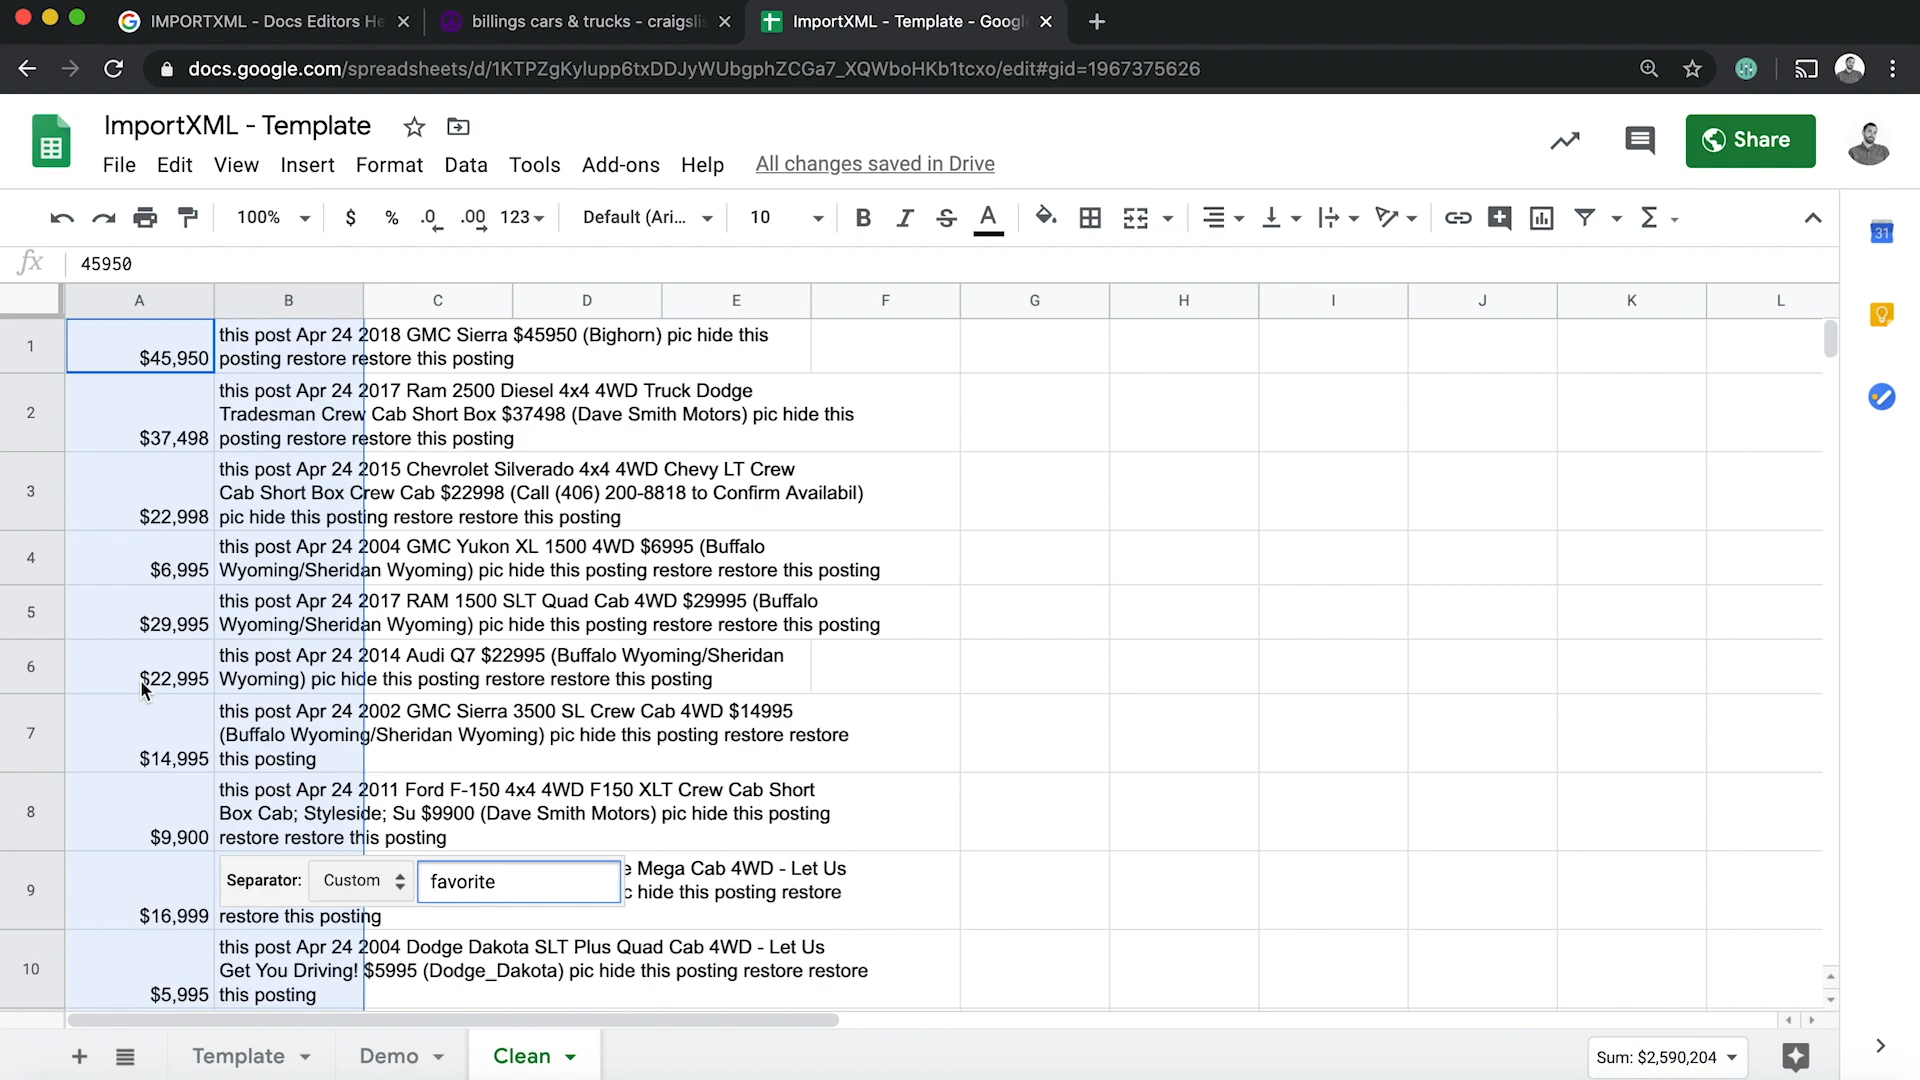 IMPORTXML - Docs Editors He
billings cars & trucks - craigslis
ImportXML - Template - Googl
docs.google.com/spreadsheets/d/1KTPZgKylupp6txDDJyWUbgphZCGa7_XQWboHKb1tcxo/edit#gid=1967375626
ImportXML - Template
File Edit View Insert Format Data Tools Add-ons Help All changes saved in Drive
Share
100% $ % .0 .00 123 Default (Ari... 10 B I S A Σ
31
fx 45950
A B C D E F G H I J K L
1 $45,950 this post Apr 24 2018 GMC Sierra $45950 (Bighorn) pic hide this
posting restore restore this posting
2 $37,498 this post Apr 24 2017 Ram 2500 Diesel 4x4 4WD Truck Dodge
Tradesman Crew Cab Short Box $37498 (Dave Smith Motors) pic hide this
posting restore restore this posting
3 $22,998 this post Apr 24 2015 Chevrolet Silverado 4x4 4WD Chevy LT Crew
Cab Short Box Crew Cab $22998 (Call (406) 200-8818 to Confirm Availabil)
pic hide this posting restore restore this posting
4 $6,995 this post Apr 24 2004 GMC Yukon XL 1500 4WD $6995 (Buffalo
Wyoming/Sheridan Wyoming) pic hide this posting restore restore this posting
5 $29,995 this post Apr 24 2017 RAM 1500 SLT Quad Cab 4WD $29995 (Buffalo
Wyoming/Sheridan Wyoming) pic hide this posting restore restore this posting
6 $22,995 this post Apr 24 2014 Audi Q7 $22995 (Buffalo Wyoming/Sheridan
Wyoming) pic hide this posting restore restore this posting
7 $14,995 this post Apr 24 2002 GMC Sierra 3500 SL Crew Cab 4WD $14995
(Buffalo Wyoming/Sheridan Wyoming) pic hide this posting restore restore
this posting
8 $9,900 this post Apr 24 2011 Ford F-150 4x4 4WD F150 XLT Crew Cab Short
Box Cab; Styleside; Su $9900 (Dave Smith Motors) pic hide this posting
restore restore this posting
9 $16,999 Mega Cab 4WD - Let Us
Separator: Custom favorite
hide this posting restore
restore this posting
10 $5,995 this post Apr 24 2004 Dodge Dakota SLT Plus Quad Cab 4WD - Let Us
Get You Driving! $5995 (Dodge_Dakota) pic hide this posting restore restore
this posting
Template Demo Clean Sum: $2,590,204